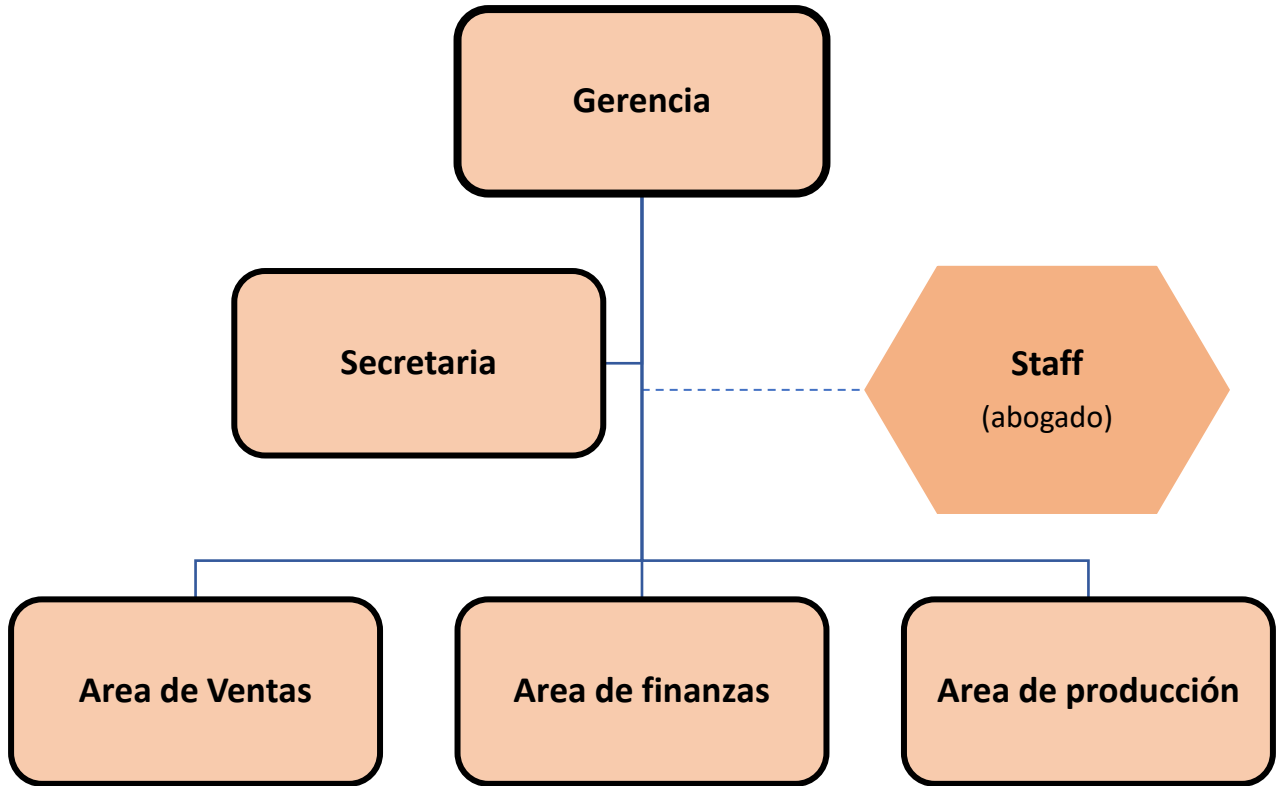 Gerencia
Secretaria
Staff
(abogado)
Area de Ventas
Area de finanzas
Area de producción